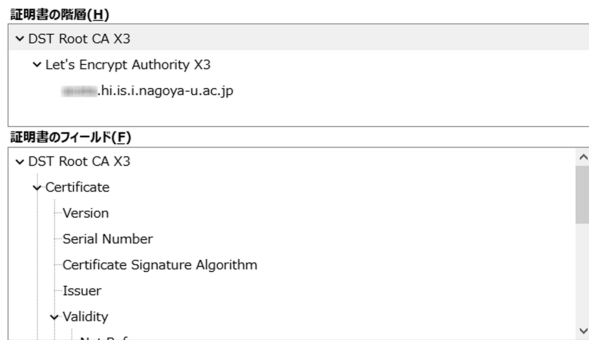 証明書の階層(H)
DST Root CA X3
Let's Encrypt Authority X3
.hi.is.i.nagoya-u.ac.jp
証明書のフィールド(F)
DST Root CA X3
Certificate
Version
Serial Number
Certificate Signature Algorithm
Issuer
Validity